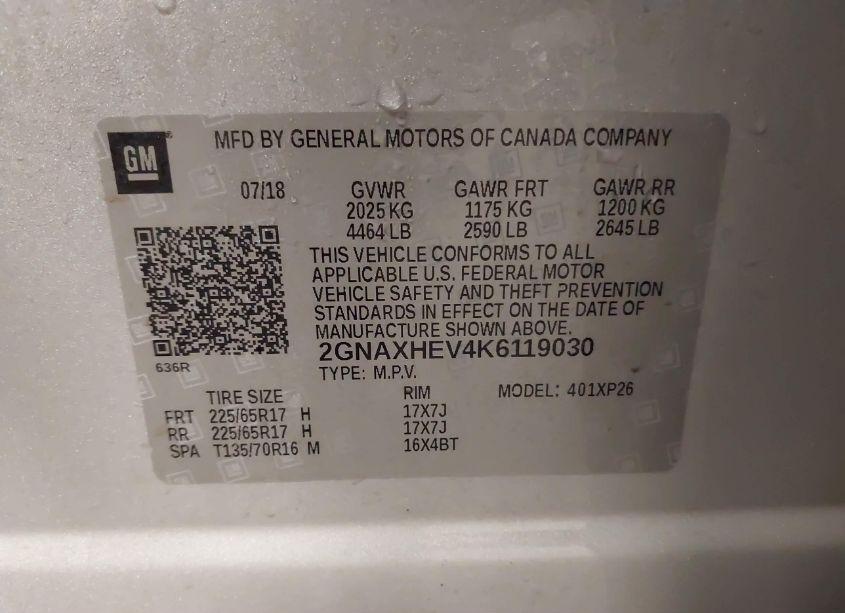 GM
MFD BY GENERAL MOTORS OF CANADA COMPANY
07/18 GVWR GAWR FRT GAWR RR
2025 KG 1175 KG 1200 KG
4464 LB 2590 LB 2645 LB
THIS VEHICLE CONFORMS TO ALL
APPLICABLE U.S. FEDERAL MOTOR
VEHICLE SAFETY AND THEFT PREVENTION
STANDARDS IN EFFECT ON THE DATE OF
MANUFACTURE SHOWN ABOVE.
2GNAXHEV4K6119030
636R
TYPE: M.P.V.
TIRE SIZE RIM MODEL: 401XP26
FRT 225/65R17 H 17X7J
RR 225/65R17 H 17X7J
SPA T135/70R16 M 16X4BT